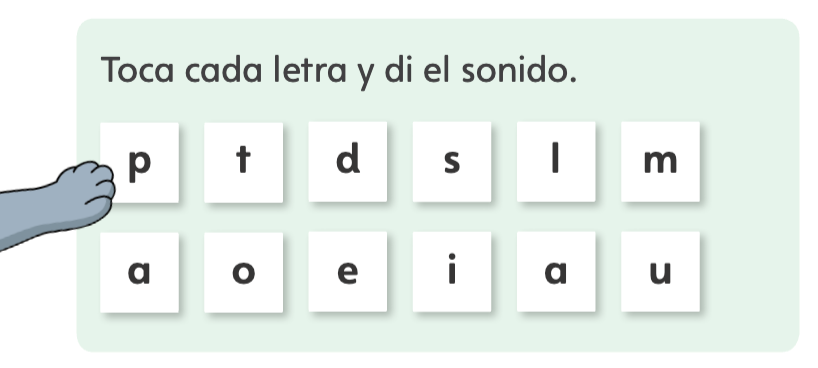 Toca cada letra y di el sonido.
p t d s l m
a o e i a u